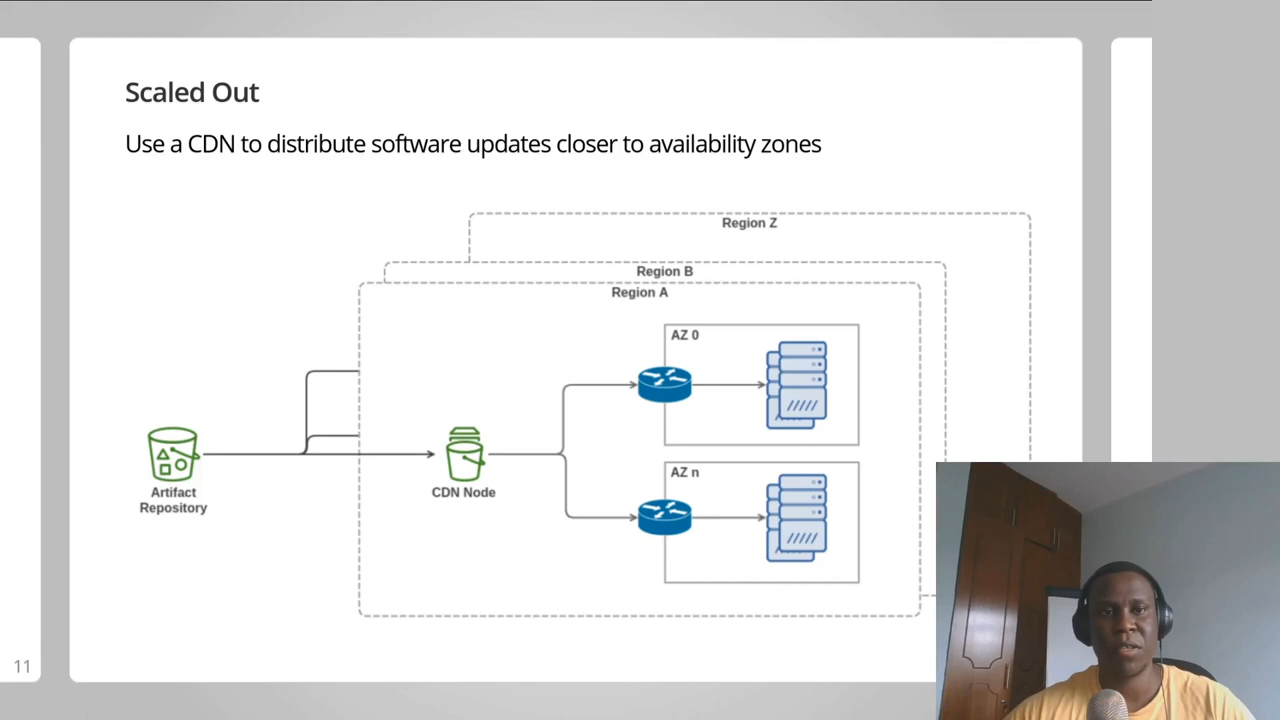 Scaled Out
Use a CDN to distribute software updates closer to availability zones
Region Z
Region B
Region A
AZ 0
AZ n
Artifact
Repository
CDN Node
11